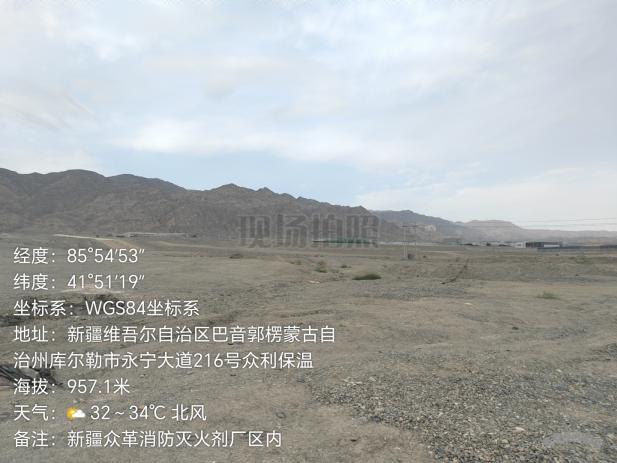 现场拍照
经度：85°54′53″
纬度：41°51′19″
坐标系：WGS84坐标系
地址：新疆维吾尔自治区巴音郭楞蒙古自
治州库尔勒市永宁大道216号众利保温
海拔：957.1米
天气：32～34℃ 北风
备注：新疆众革消防灭火剂厂区内